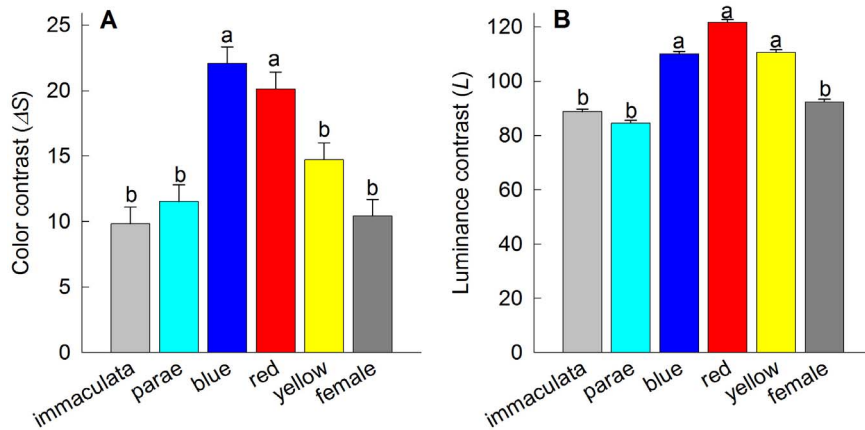 A
Color contrast (ΔS)
25
20
15
10
5
0
b
b
a
a
b
b
immaculata
parae
blue
red
yellow
female
B
Luminance contrast (L)
120
100
80
60
40
20
0
b
b
a
a
a
b
immaculata
parae
blue
red
yellow
female